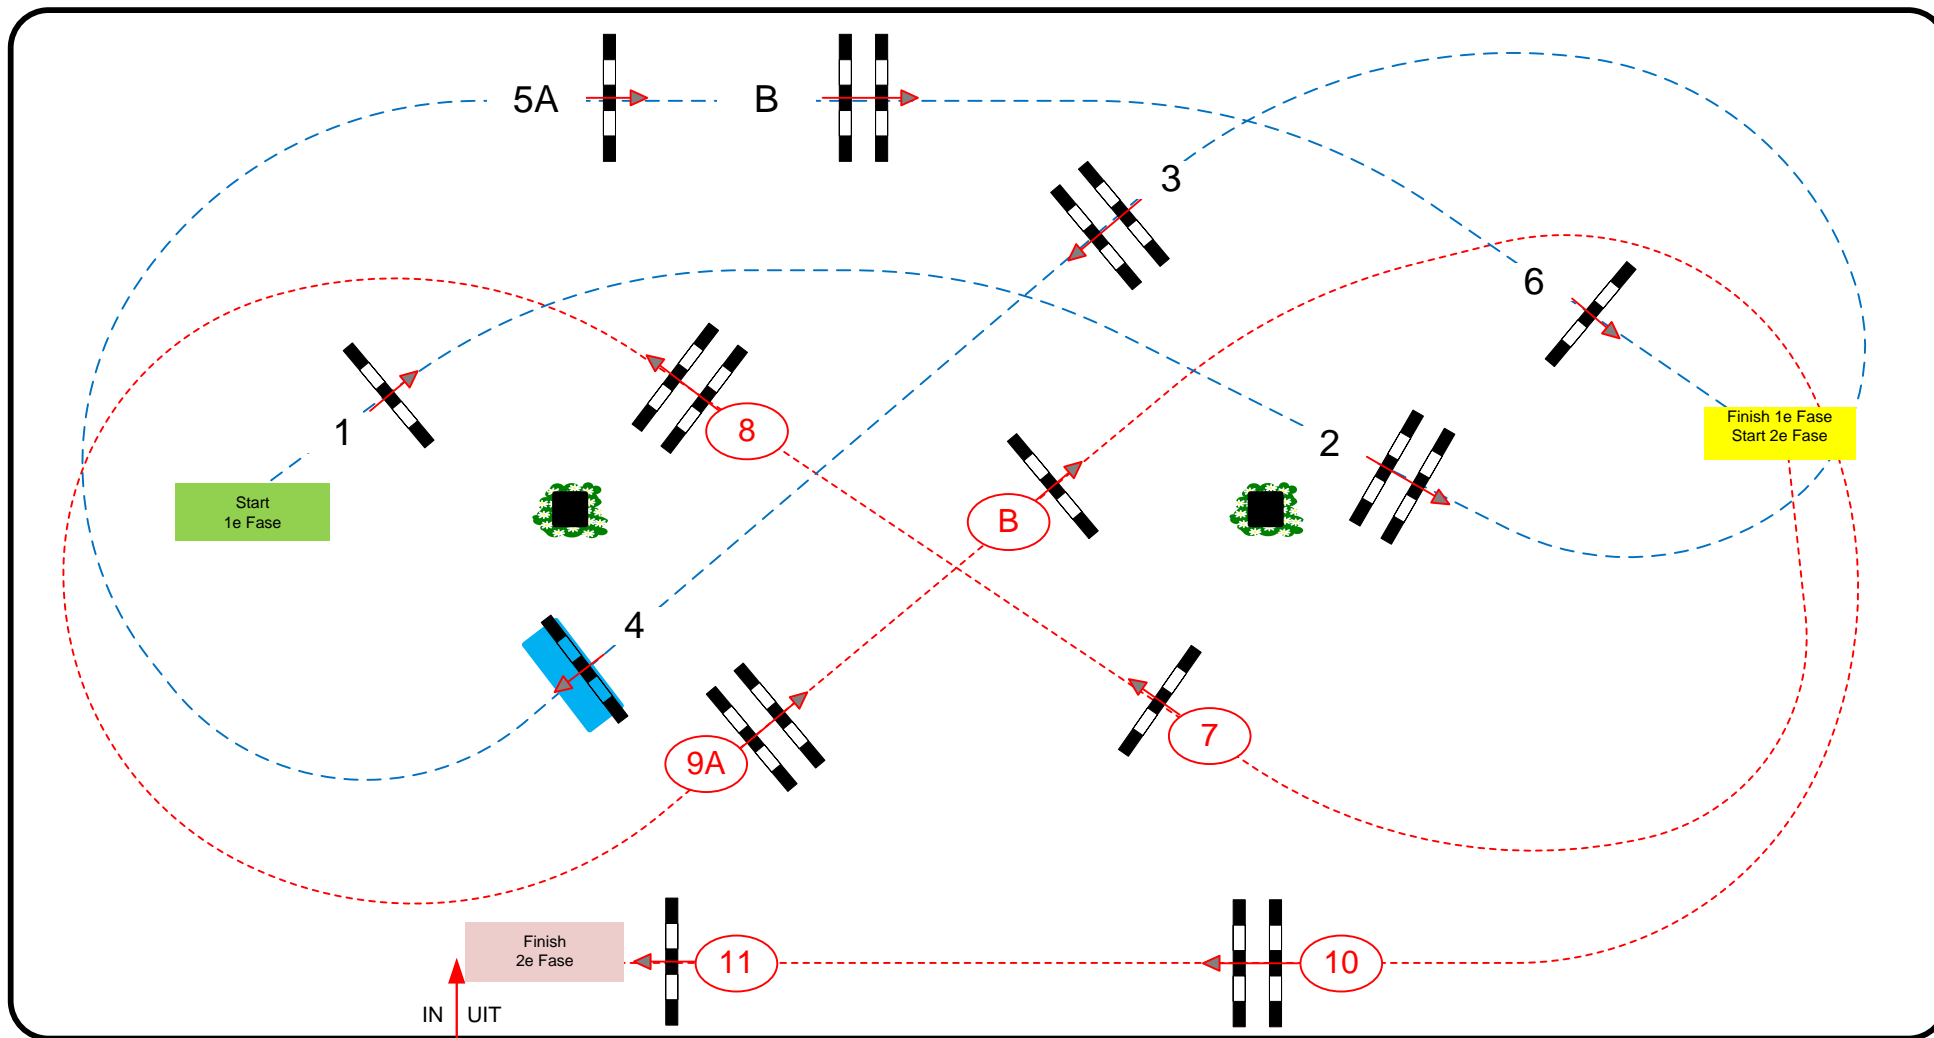 5A
B
3
6
1
8
2
Finish 1e Fase
Start 2e Fase
Start
1e Fase
B
4
9A
7
Finish
2e Fase
11
10
IN
UIT